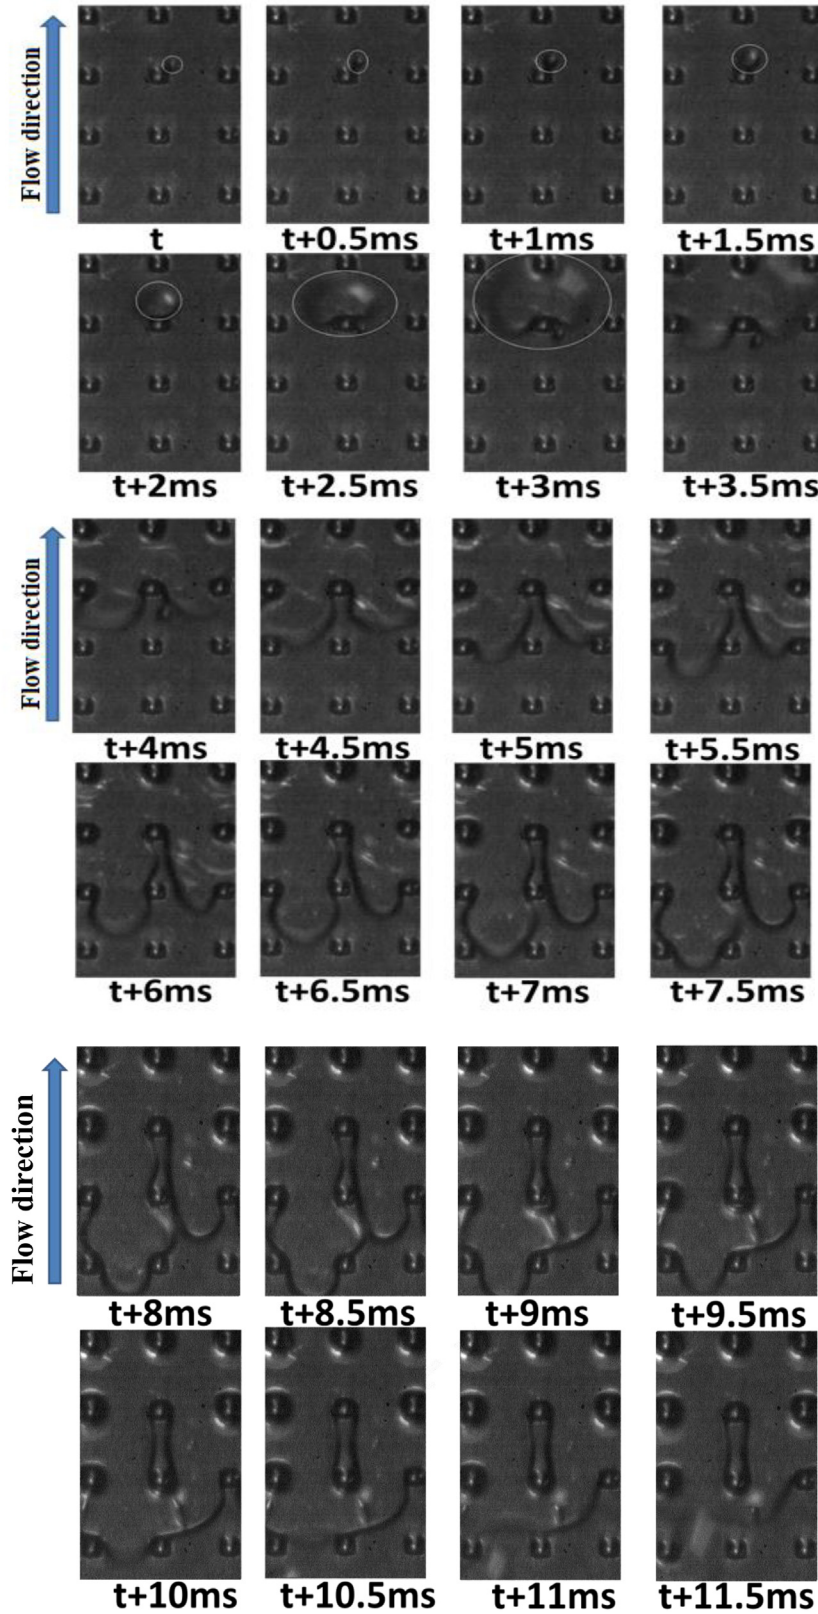 Flow direction
t
t+0.5ms
t+1ms
t+1.5ms
t+2ms
t+2.5ms
t+3ms
t+3.5ms
Flow direction
t+4ms
t+4.5ms
t+5ms
t+5.5ms
t+6ms
t+6.5ms
t+7ms
t+7.5ms
Flow direction
t+8ms
t+8.5ms
t+9ms
t+9.5ms
t+10ms
t+10.5ms
t+11ms
t+11.5ms